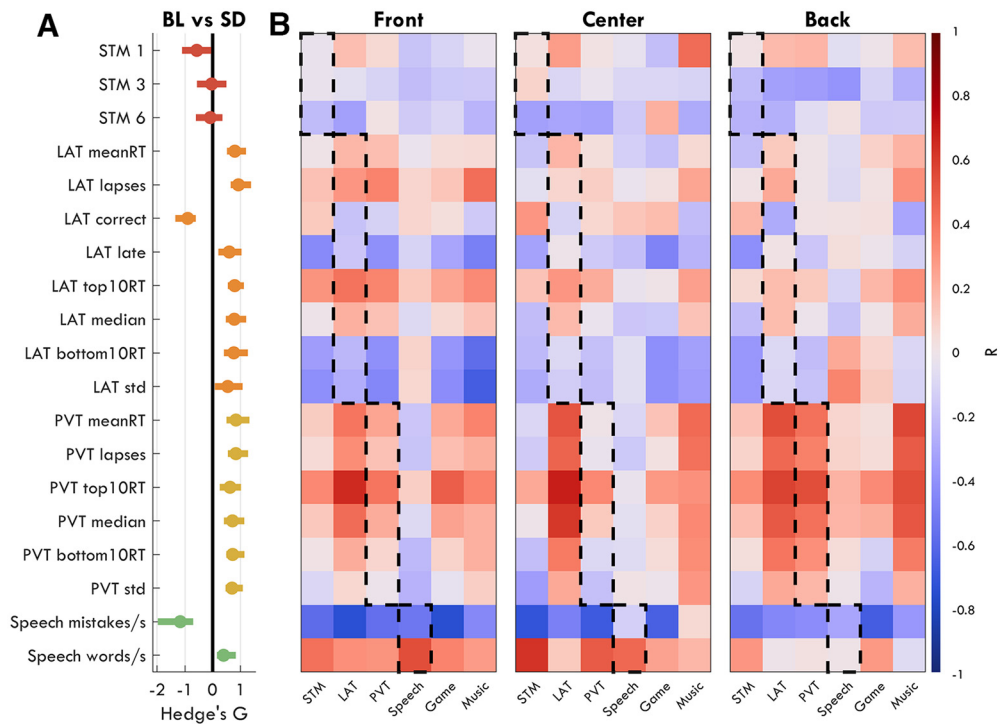 A BL vs SD B Front Center Back
STM 1
STM 3
STM 6
LAT meanRT
LAT lapses
LAT correct
LAT late
LAT top10RT
LAT median
LAT bottom10RT
LAT std
PVT meanRT
PVT lapses
PVT top10RT
PVT median
PVT bottom10RT
PVT std
Speech mistakes/s
Speech words/s
-2 -1 0 1
Hedge's G
STM LAT PVT Speech Game Music
STM LAT PVT Speech Game Music
STM LAT PVT Speech Game Music
1
0.8
0.6
0.4
0.2
0
-0.2
-0.4
-0.6
-0.8
-1
R